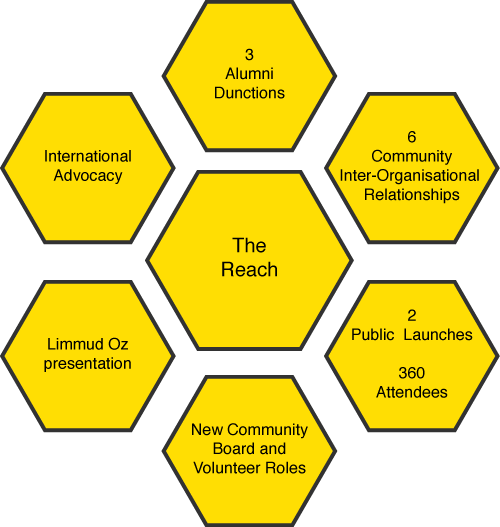 3
Alumni
Dunctions
International
Advocacy
6
Community
Inter-Organisational
Relationships
The
Reach
Limmud Oz
presentation
2
Public Launches
360
Attendees
New Community
Board and
Volunteer Roles